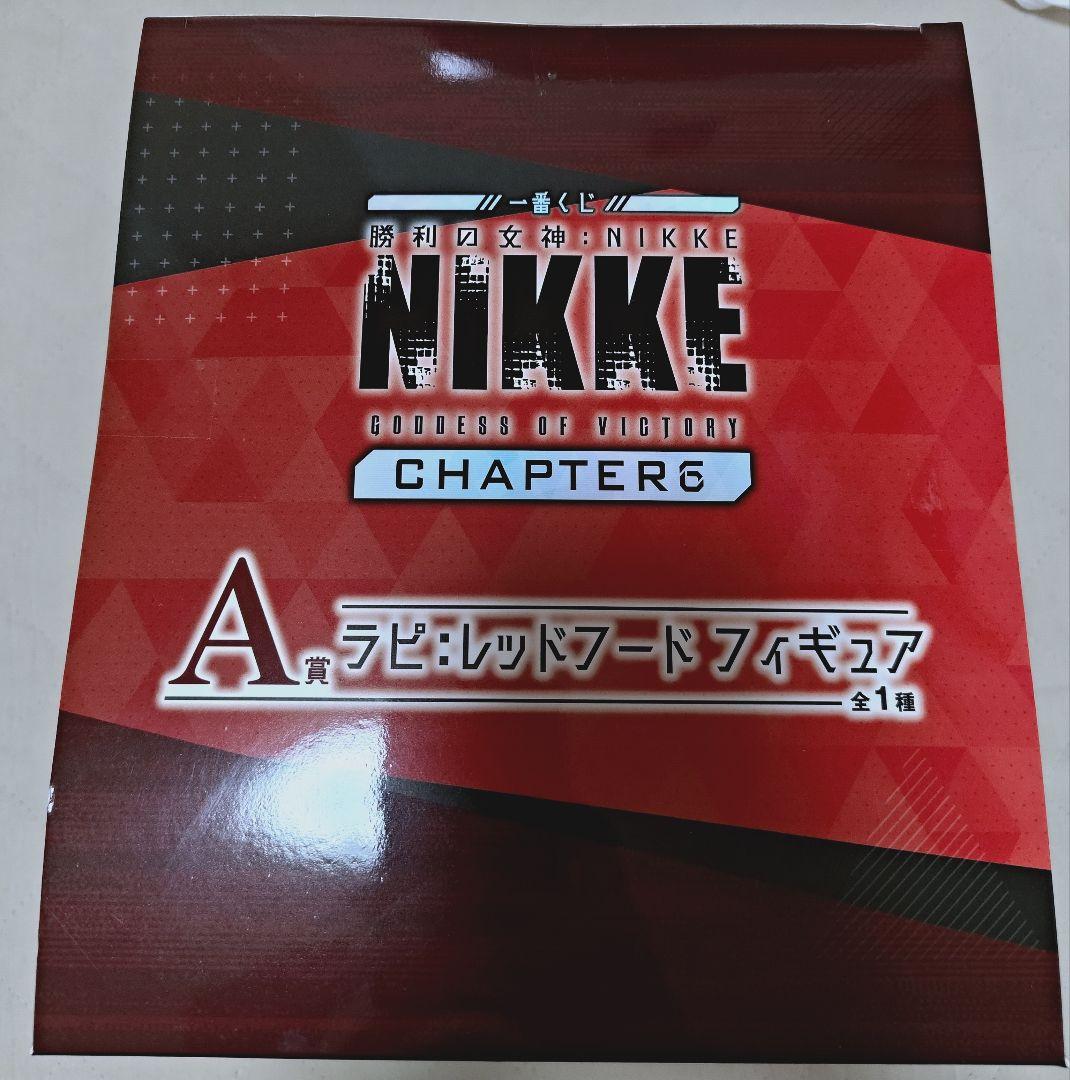 一番くじ
勝利の女神:NIKKE
NIKKE
GODDESS OF VICTORY
CHAPTER6
A賞 ラピ:レッドフード フィギュア
全1種